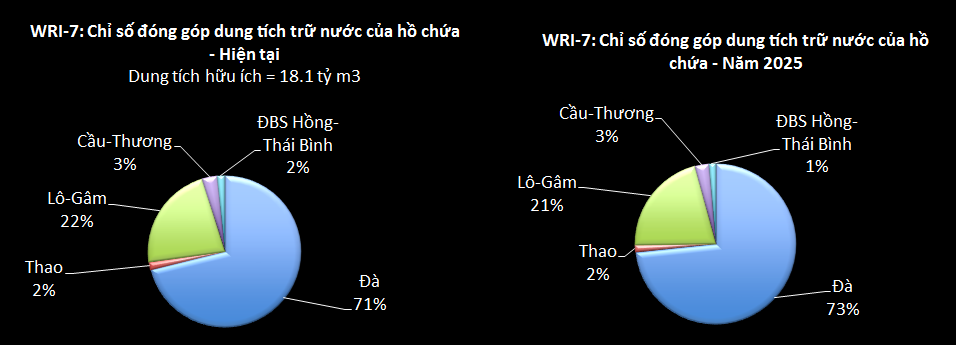 WRI-7: Chỉ số đóng góp dung tích trữ nước của hồ chứa
- Hiện tại
Dung tích hữu ích = 18.1 tỷ m3
ĐBS Hồng-
Thái Bình
2%
Cầu-Thương
3%
Lô-Gâm
22%
Thao
2%
Đà
71%
WRI-7: Chỉ số đóng góp dung tích trữ nước của hồ
chứa - Năm 2025
Cầu-Thương
3%
ĐBS Hồng-
Thái Bình
1%
Lô-Gâm
21%
Thao
2%
Đà
73%